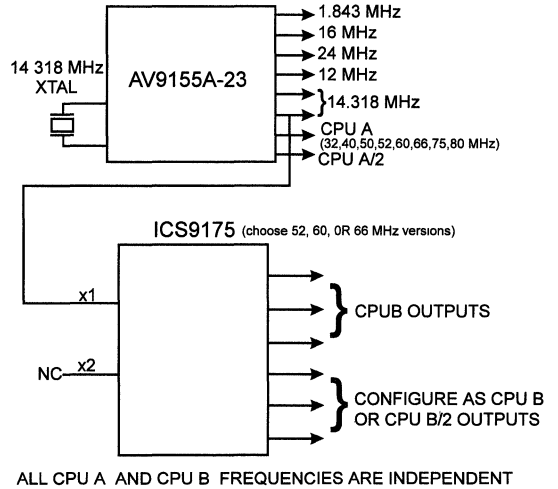 1.843 MHz
16 MHz
24 MHz
12 MHz
14 318 MHz
XTAL
AV9155A-23
14.318 MHz
CPU A
(32,40,50,52,60,66,75,80 MHz)
CPU A/2
ICS9175 (choose 52, 60, 0R 66 MHz versions)
x1
CPUB OUTPUTS
NC x2
CONFIGURE AS CPU B
OR CPU B/2 OUTPUTS
ALL CPU A AND CPU B FREQUENCIES ARE INDEPENDENT